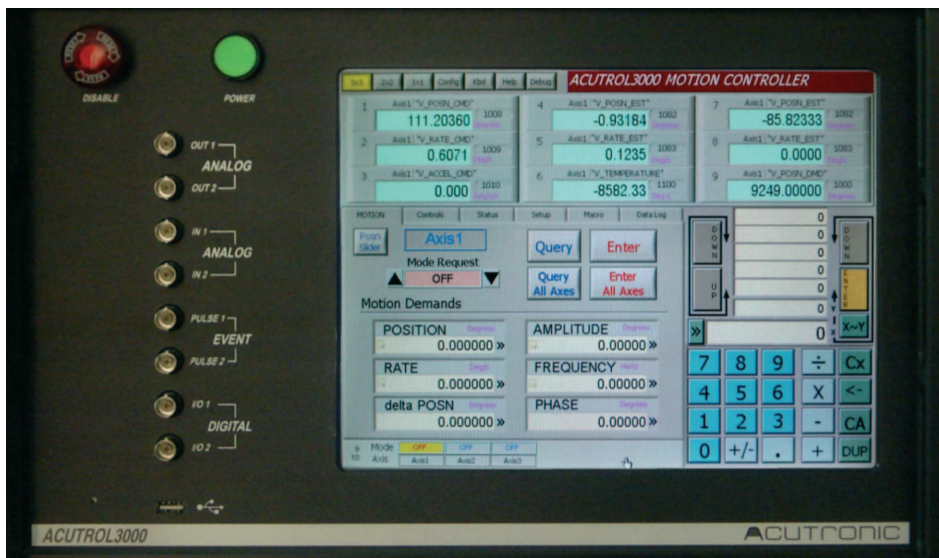 DISABLE
POWER
OUT 1
ANALOG
OUT 2
IN 1
ANALOG
IN 2
PULSE 1
EVENT
PULSE 2
I/O 1
DIGITAL
I/O 2
ACUTROL3000
ACUTRONIC
3x3 2x2 1x1 Config Kbd Help Debug ACUTROL3000 MOTION CONTROLLER
1 Axis1 "V_POSN_CMD" 111.20360 1008
4 Axis1 "V_POSN_EST" -0.93184 1082
7 Axis1 "V_POSN_EST" -85.82333 1082
2 Axis1 "V_RATE_CMD" 0.6071 1009
5 Axis1 "V_RATE_EST" 0.1235 1083
8 Axis1 "V_RATE_EST" 0.0000 1083
3 Axis1 "V_ACCEL_CMD" 0.000 1010
6 Axis1 "V_TEMPERATURE" -8582.33 1100
9 Axis1 "V_POSN_DMD" 9249.00000 1000
MOTION Controls Status Setup Macro Data Log
Posn Slider
Axis1
Mode Request
OFF
Query Enter
Query All Axes
Enter All Axes
Motion Demands
POSITION Degrees 0.000000 »
AMPLITUDE Degrees 0.00000 »
RATE Deg/s 0.000000 »
FREQUENCY Hertz 0.00000 »
delta POSN Degrees 0.000000 »
PHASE Degrees 0.00000 »
9 Mode OFF OFF OFF
10 Axis Axis1 Axis2 Axis3
DOWN
UP
0
0
0
0
0
0
DOWN
ENTER
Y
X
» 0 X~Y
7 8 9 ÷ Cx
4 5 6 X <-
1 2 3 - CA
0 +/- . + DUP